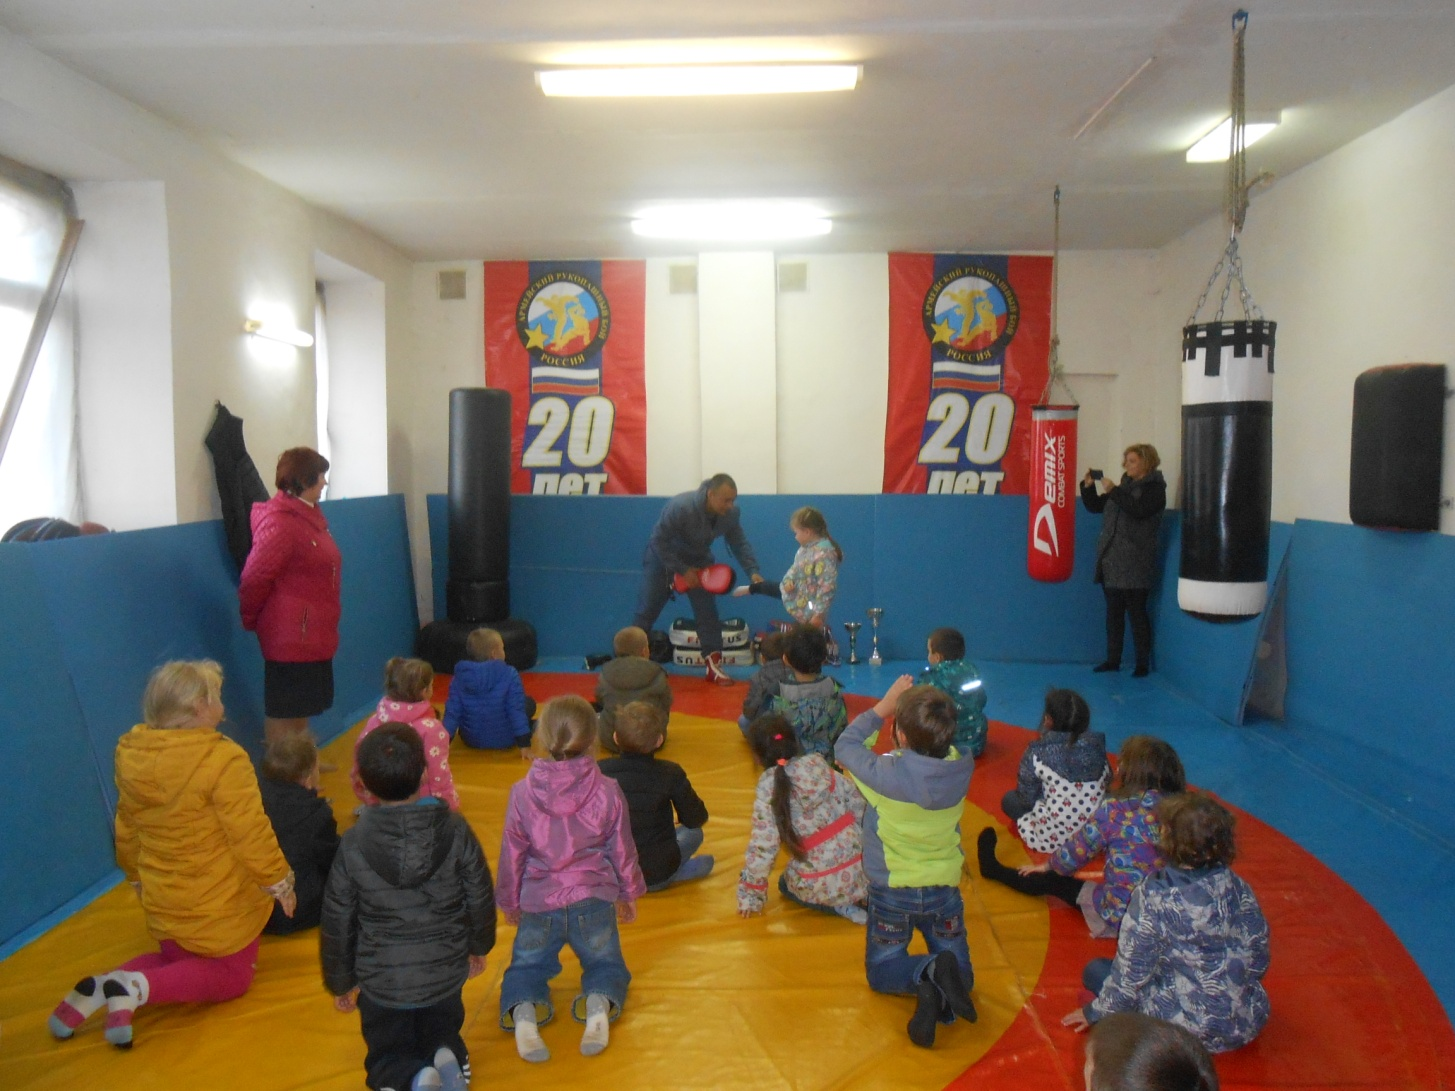 АРМЕЙСКИЙ РУКОПАШНЫЙ БОЙ
РОССИЯ
20
лет
АРМЕЙСКИЙ РУКОПАШНЫЙ БОЙ
РОССИЯ
20
лет
Demix
COMBAT SPORTS